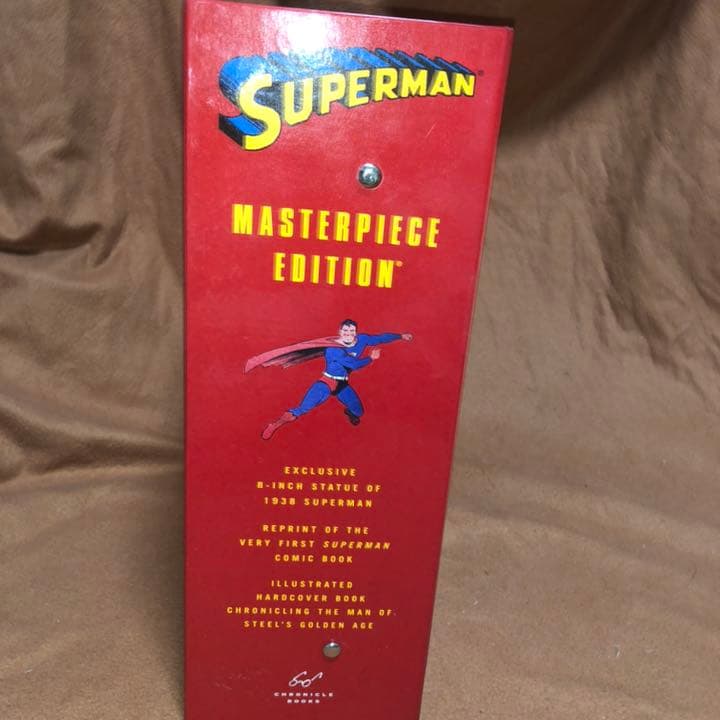 SUPERMAN®
MASTERPIECE
EDITION®
EXCLUSIVE
8-INCH STATUE OF
1938 SUPERMAN
REPRINT OF THE
VERY FIRST SUPERMAN
COMIC BOOK
ILLUSTRATED
HARDCOVER BOOK
CHRONICLING THE MAN OF
STEEL'S GOLDEN AGE
CHRONICLE
BOOKS